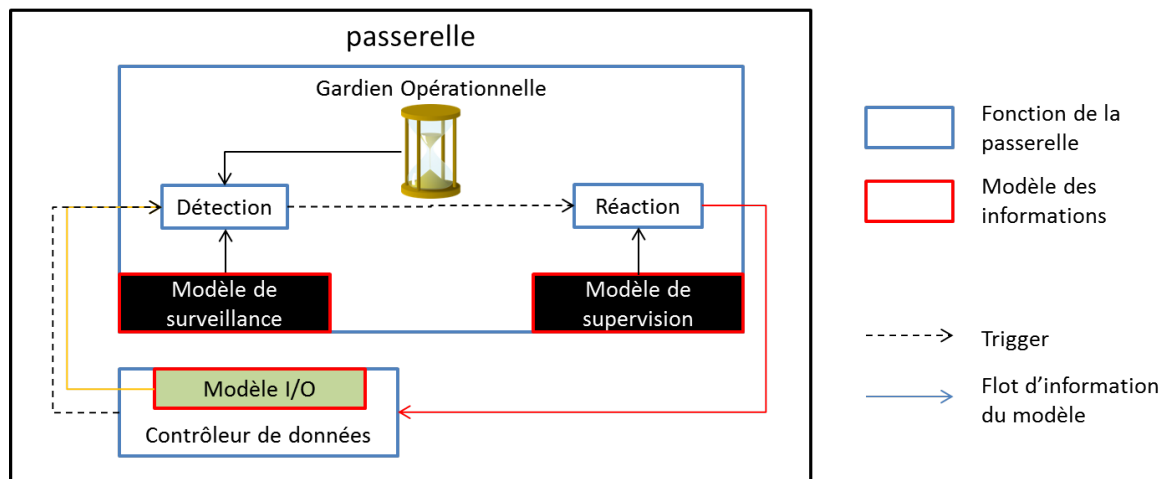 passerelle
Gardien Opérationnelle
Détection
Réaction
Modèle de
surveillance
Modèle de
supervision
Modèle I/O
Contrôleur de données
Fonction de la
passerelle
Modèle des
informations
Trigger
Flot d'information
du modèle